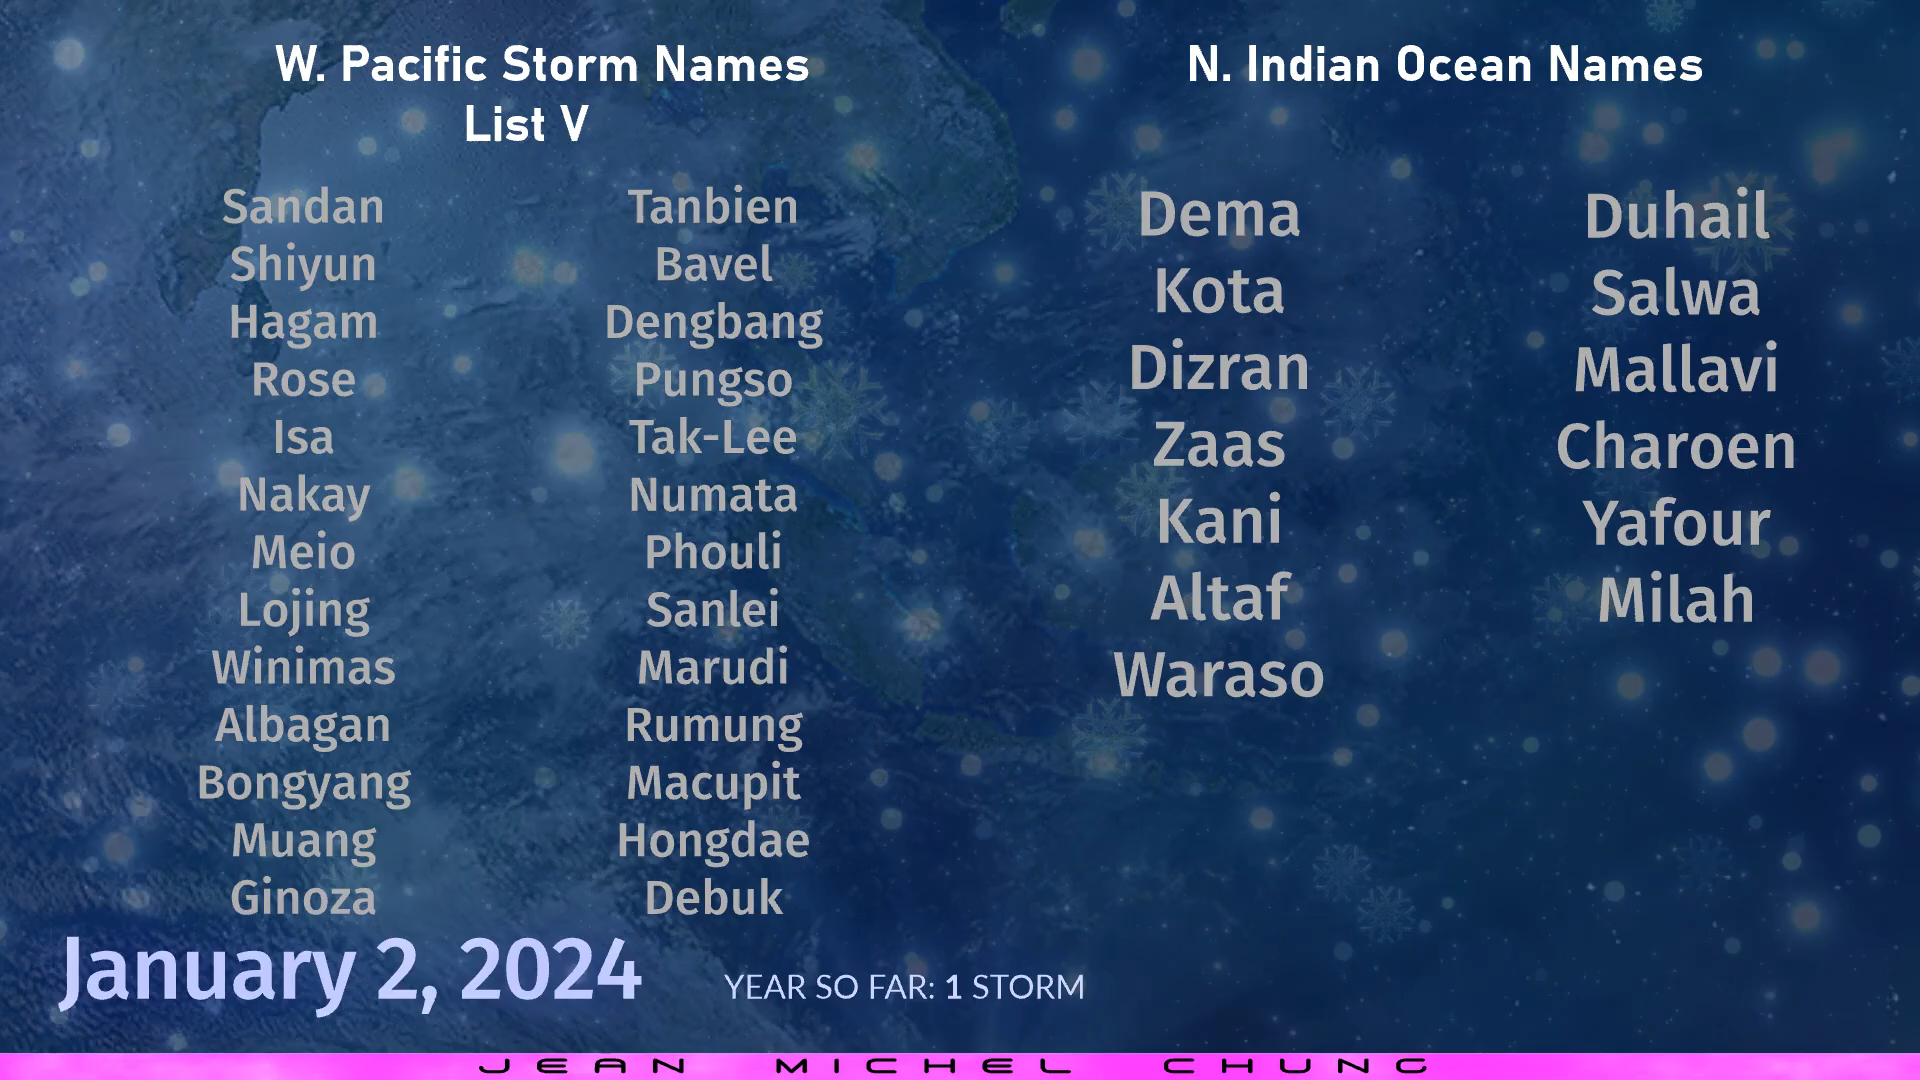 W. Pacific Storm Names
List V
Sandan
Shiyun
Hagam
Rose
Isa
Nakay
Meio
Lojing
Winimas
Albagan
Bongyang
Muang
Ginoza
Tanbien
Bavel
Dengbang
Pungso
Tak-Lee
Numata
Phouli
Sanlei
Marudi
Rumung
Macupit
Hongdae
Debuk
N. Indian Ocean Names
Dema
Kota
Dizran
Zaas
Kani
Altaf
Waraso
Duhail
Salwa
Mallavi
Charoen
Yafour
Milah
January 2, 2024
YEAR SO FAR: 1 STORM
JEAN MICHEL CHUNG